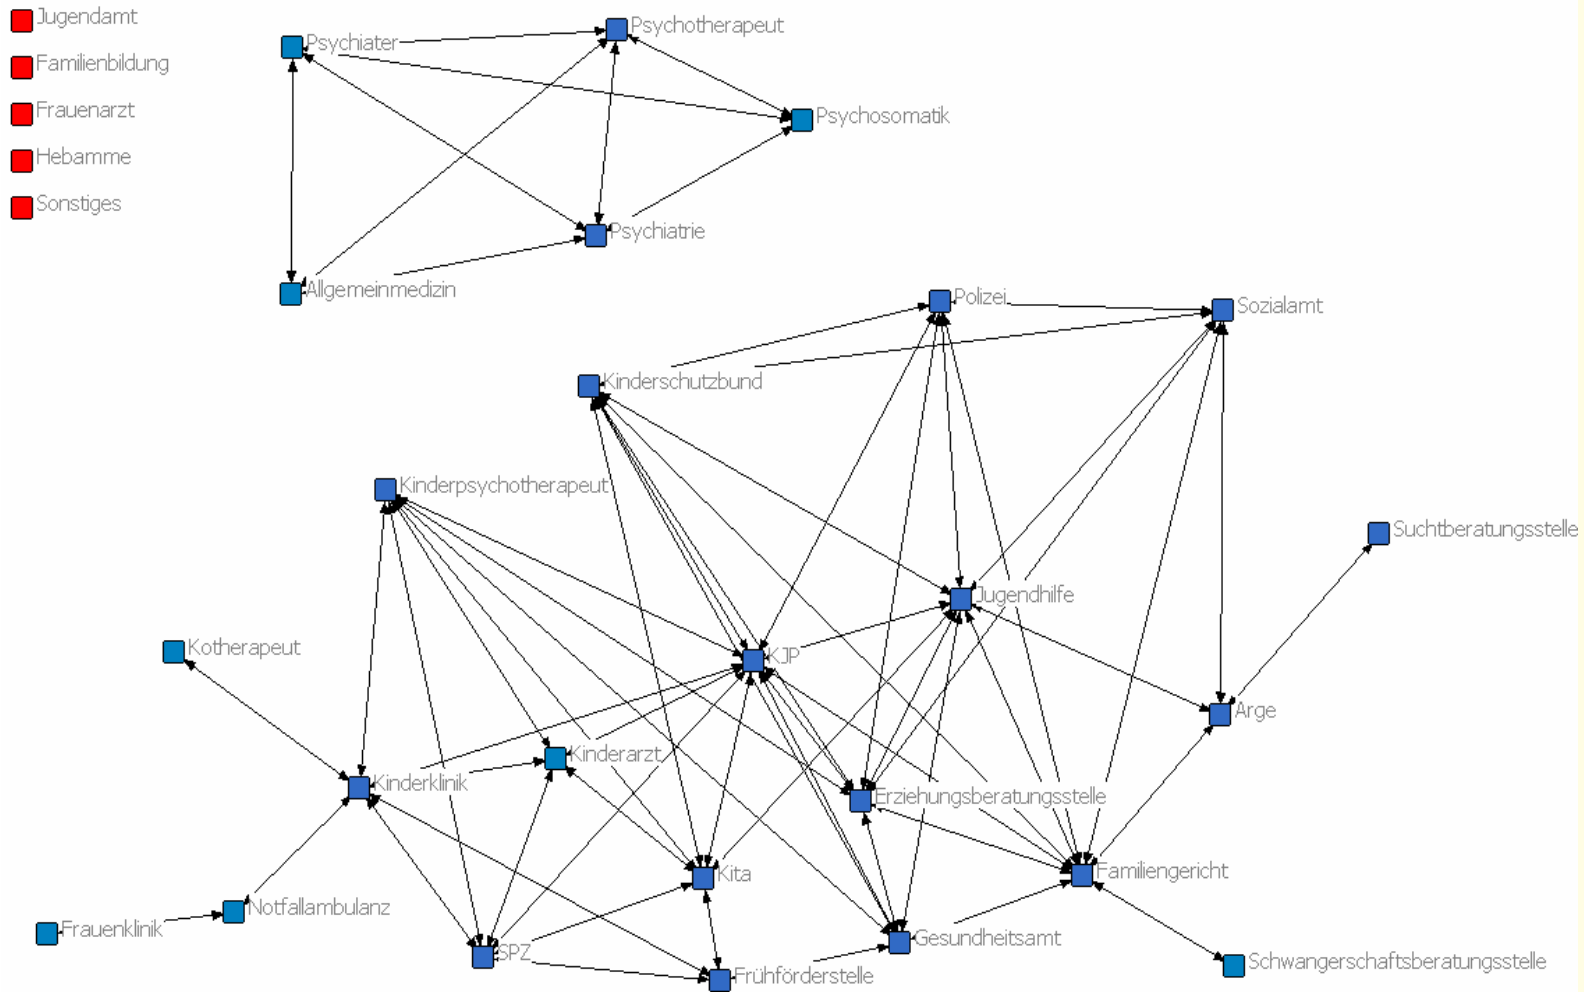 Jugendamt
Familienbildung
Frauenarzt
Hebamme
Sonstiges
Psychiater
Psychotherapeut
Psychosomatik
Psychiatrie
Allgemeinmedizin
Polizei
Sozialamt
Kinderschutzbund
Kinderpsychotherapeut
Suchtberatungsstelle
Jugendhilfe
Kotherapeut
KJP
Arge
Kinderarzt
Kinderklinik
Erziehungsberatungsstelle
Kita
Familiengericht
Notfallambulanz
Frauenklinik
Gesundheitsamt
SPZ
Schwangerschaftsberatungsstelle
Frühförderstelle